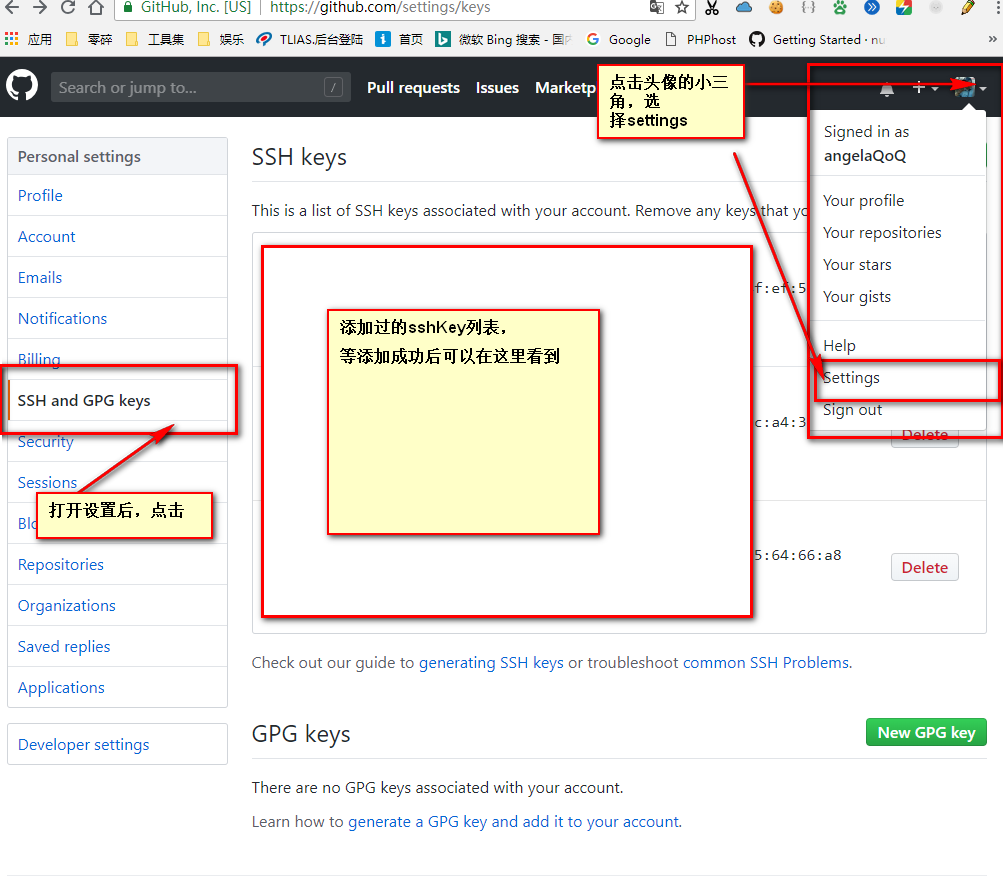 GitHub, Inc. [US] | https://github.com/settings/keys
应用 零碎 工具集 娱乐 TLIAS.后台登陆 首页 微软 Bing 搜索 - 国 Google PHPhost Getting Started · nu »
Search or jump to... / Pull requests Issues Marketp
点击头像的小三
角，选
择settings
Signed in as
angelaQoQ
Your profile
Your repositories
Your stars
Your gists
Help
Settings
Sign out
Personal settings
Profile
Account
Emails
Notifications
Billing
SSH and GPG keys
Security
Sessions
打开设置后，点击
Blo
Repositories
Organizations
Saved replies
Applications
Developer settings
SSH keys
This is a list of SSH keys associated with your account. Remove any keys that yo
f:ef:5
添加过的sshKey列表，
等添加成功后可以在这里看到
c:a4:3
Delete
5:64:66:a8
Delete
Check out our guide to generating SSH keys or troubleshoot common SSH Problems.
GPG keys
New GPG key
There are no GPG keys associated with your account.
Learn how to generate a GPG key and add it to your account.